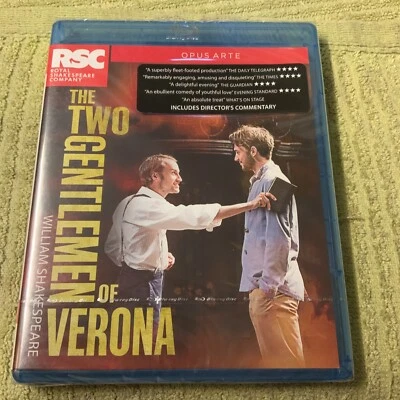 RSC
ROYAL
SHAKESPEARE
COMPANY
OPUS ARTE
"A superbly fleet-footed production" THE DAILY TELEGRAPH ★★★★
"Remarkably engaging, amusing and disquieting" THE TIMES ★★★★
"A delightful evening" THE GUARDIAN ★★★★
"An ebullient comedy of youthful love" EVENING STANDARD ★★★★
"An absolute treat" WHAT'S ON STAGE
INCLUDES DIRECTOR'S COMMENTARY
THE
TWO
GENTLEMEN
OF
VERONA
WILLIAM SHAKESPEARE